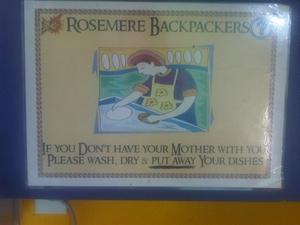 ROSEMERE BACKPACKERS
IF YOU DON'T HAVE YOUR MOTHER WITH YOU
PLEASE WASH, DRY & PUT AWAY YOUR DISHES